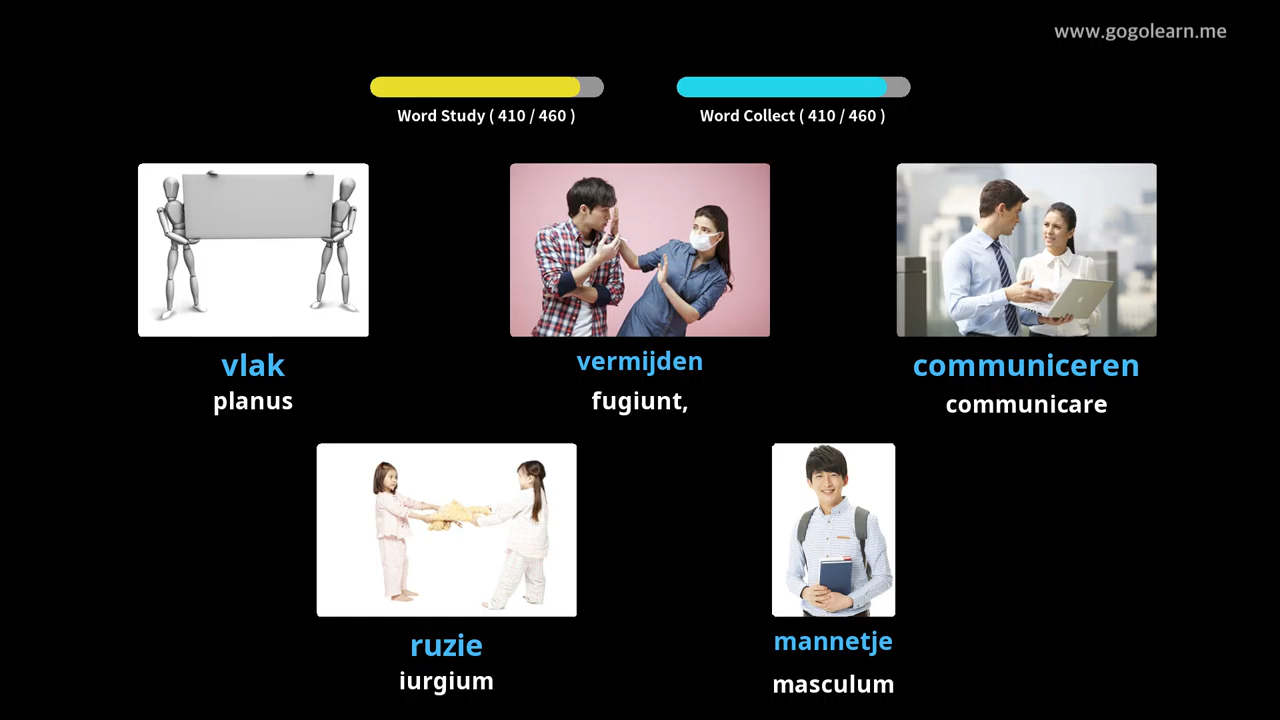 www.gogolearn.me
Word Study ( 410 / 460 )
Word Collect ( 410 / 460 )
vlak
planus
vermijden
fugiunt,
communiceren
communicare
ruzie
iurgium
mannetje
masculum